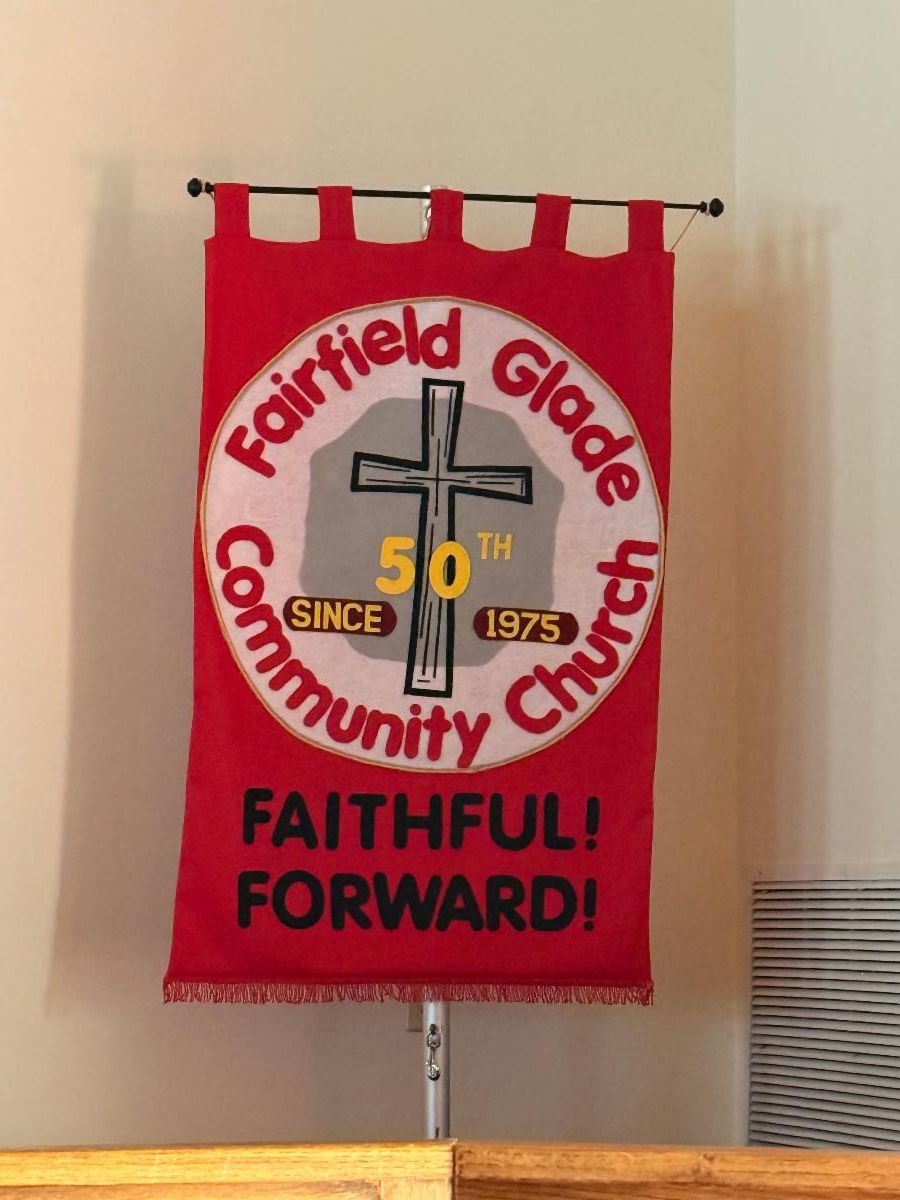 Fairfield Glade
50TH
SINCE 1975
Community Church
FAITHFUL!
FORWARD!